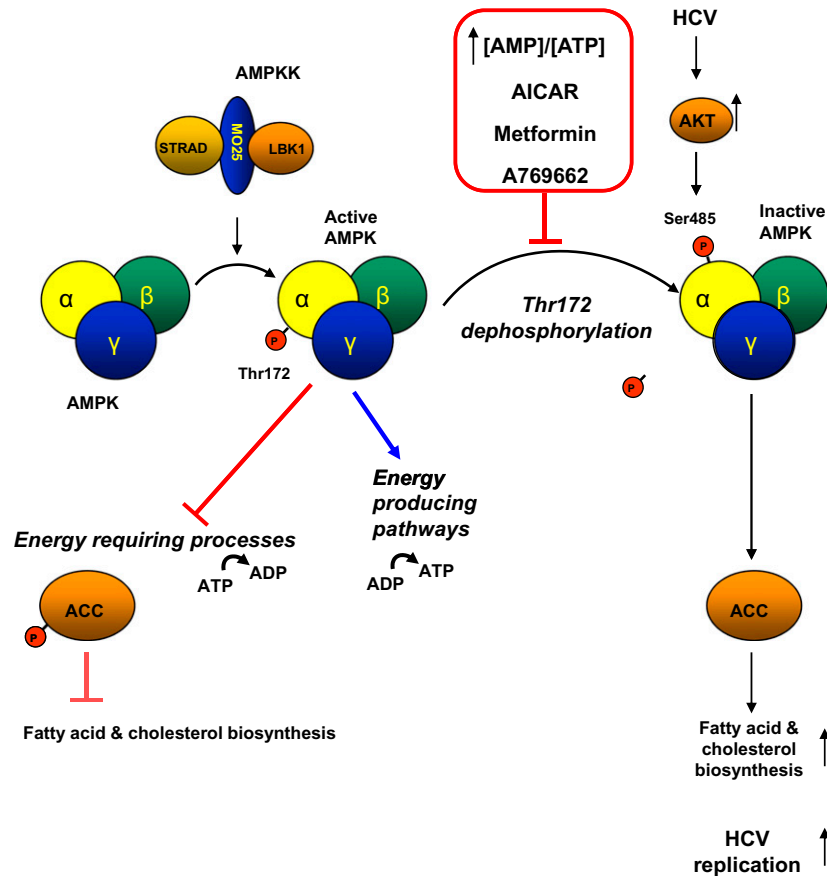 AMPKK
STRAD
MO25
LBK1
[AMP]/[ATP]
AICAR
Metformin
A769662
HCV
AKT
Ser485
P
Inactive
AMPK
α
β
γ
AMPK
Active
AMPK
α
β
γ
P
Thr172
Thr172
dephosphorylation
P
α
β
γ
Energy requiring processes
ATP
ADP
Energy
producing
pathways
ADP
ATP
ACC
P
Fatty acid & cholesterol biosynthesis
ACC
Fatty acid &
cholesterol
biosynthesis
HCV
replication